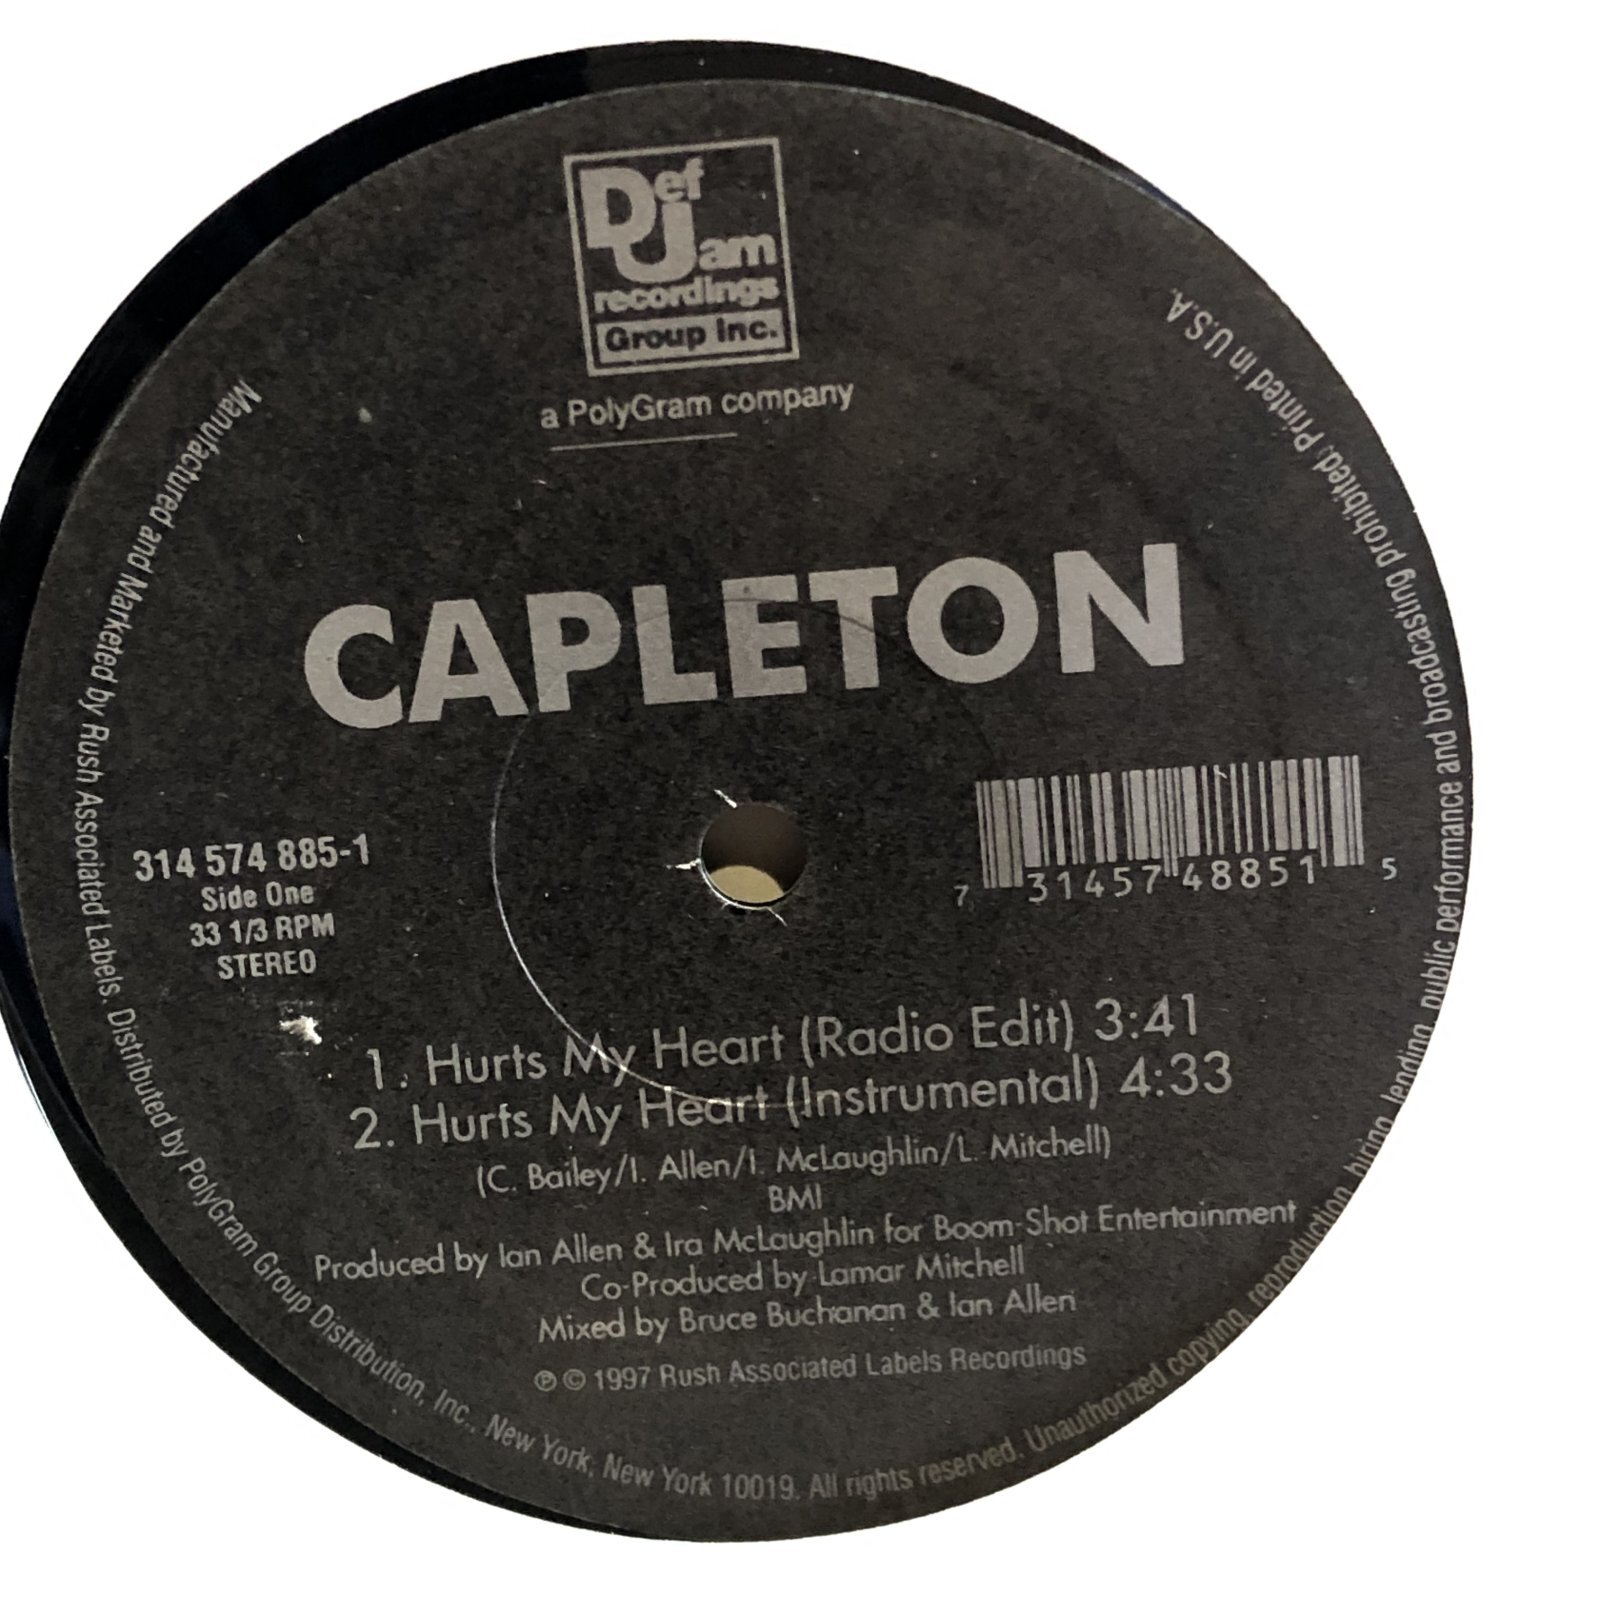 Def Jam
recordings
Group Inc.
a PolyGram company
CAPLETON
314 574 885-1
Side One
33 1/3 RPM
STEREO
7 31457 48851 5
1. Hurts My Heart (Radio Edit) 3:41
2. Hurts My Heart (Instrumental) 4:33
(C. Bailey/I. Allen/I. McLaughlin/L. Mitchell)
BMI
Produced by Ian Allen & Ira McLaughlin for Boom-Shot Entertainment
Co-Produced by Lamar Mitchell
Mixed by Bruce Buchanan & Ian Allen
℗ © 1997 Rush Associated Labels Recordings
Manufactured and Marketed by Rush Associated Labels. Distributed by PolyGram Group Distribution, Inc., New York, New York 10019. All rights reserved. Unauthorized copying, reproduction, hiring, lending, public performance and broadcasting prohibited. Printed in U.S.A.